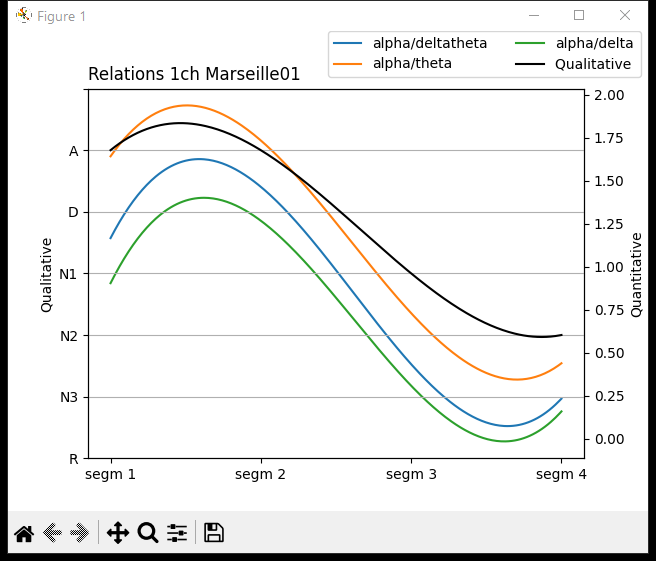 Figure 1
alpha/deltatheta
alpha/theta
alpha/delta
Qualitative
Relations 1ch Marseille01
Qualitative
A
D
N1
N2
N3
R
segm 1
segm 2
segm 3
segm 4
2.00
1.75
1.50
1.25
1.00
0.75
0.50
0.25
0.00
Quantitative